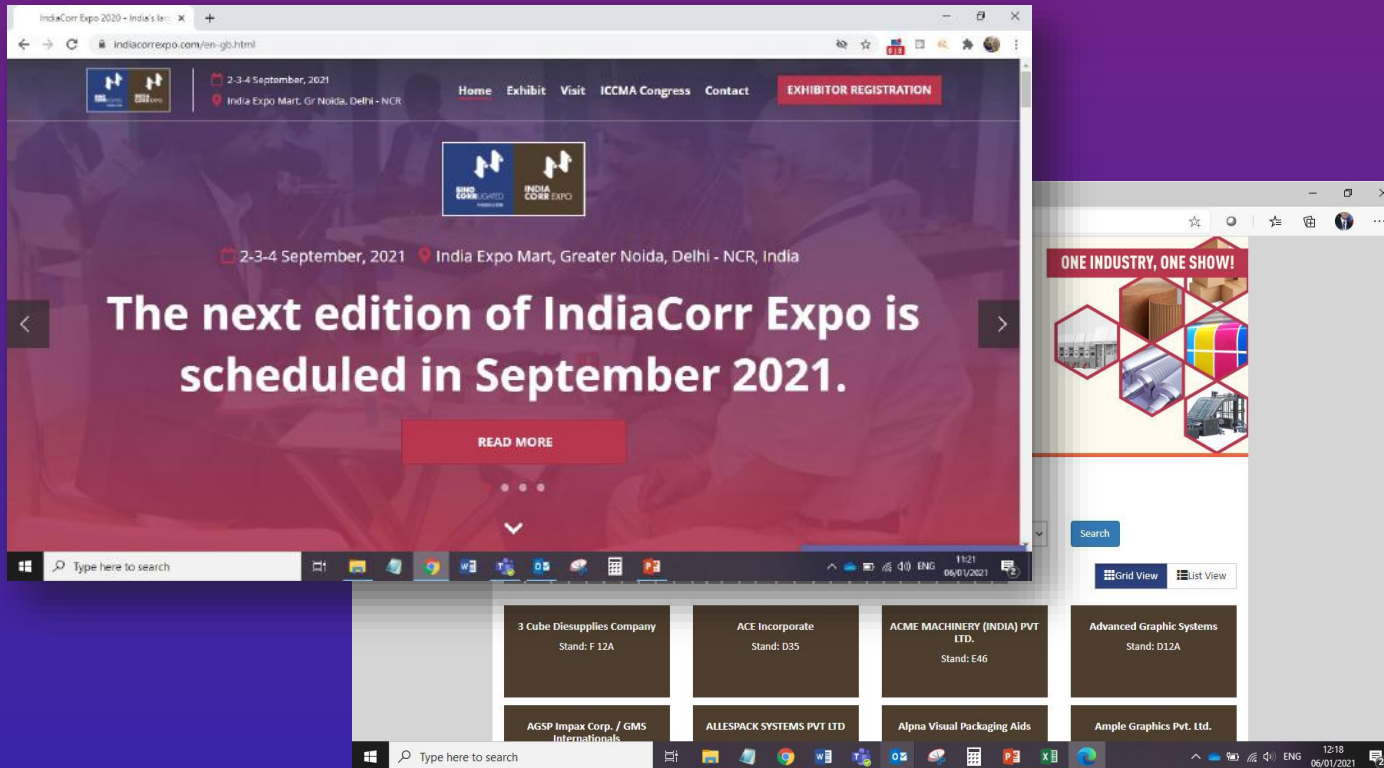 IndiaCorr Expo 2020 - India's lar
indiacorrexpo.com/en-gb.html
2-3-4 September, 2021
India Expo Mart, Gr Noida, Delhi - NCR
Home Exhibit Visit ICCMA Congress Contact
EXHIBITOR REGISTRATION
SINO CORRUGATED
INDIA CORR EXPO
2-3-4 September, 2021 India Expo Mart, Greater Noida, Delhi - NCR, India
The next edition of IndiaCorr Expo is
scheduled in September 2021.
READ MORE
Type here to search
ENG
11:21
06/01/2021
2
ONE INDUSTRY, ONE SHOW!
Search
Grid View
List View
3 Cube Diesupplies Company
Stand: F 12A
ACE Incorporate
Stand: D35
ACME MACHINERY (INDIA) PVT
LTD.
Stand: E46
Advanced Graphic Systems
Stand: D12A
AGSP Impax Corp. / GMS
Internationals
ALLESPACK SYSTEMS PVT LTD
Alpna Visual Packaging Aids
Ample Graphics Pvt. Ltd.
Type here to search
ENG
12:18
06/01/2021
2